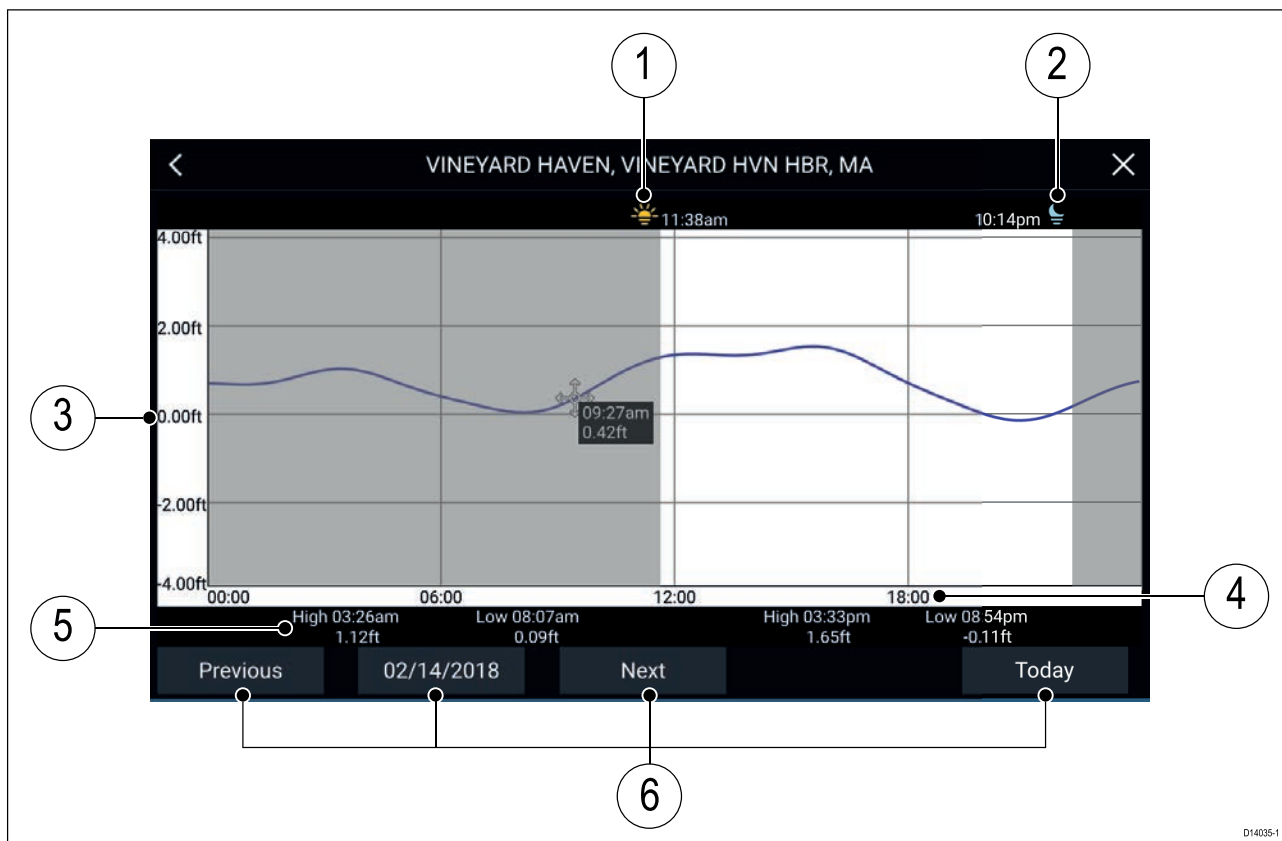 1
2
VINEYARD HAVEN, VINEYARD HVN HBR, MA
11:38am
10:14pm
4.00ft
2.00ft
3
0.00ft
09:27am
0.42ft
-2.00ft
-4.00ft
00:00
06:00
12:00
18:00
4
5
High 03:26am
1.12ft
Low 08:07am
0.09ft
High 03:33pm
1.65ft
Low 08:54pm
-0.11ft
Previous
02/14/2018
Next
Today
6
D14035-1